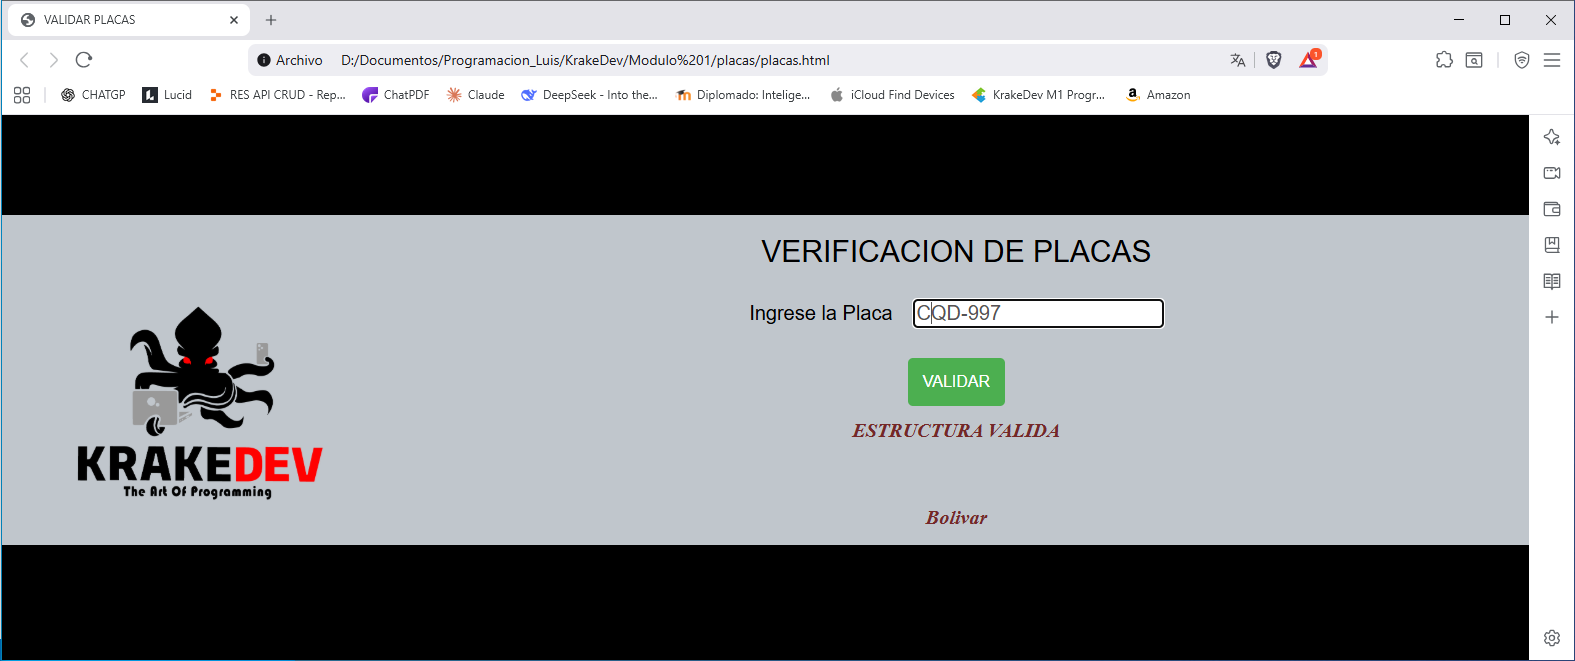 VALIDAR PLACAS
Archivo D:/Documentos/Programacion_Luis/KrakeDev/Modulo%201/placas/placas.html
1
CHATGP Lucid RES API CRUD - Rep... ChatPDF Claude DeepSeek - Into the... Diplomado: Intelige... iCloud Find Devices KrakeDev M1 Progr... Amazon
VERIFICACION DE PLACAS
Ingrese la Placa CQD-997
VALIDAR
ESTRUCTURA VALIDA
Bolivar
KRAKEDEV
The Art Of Programming